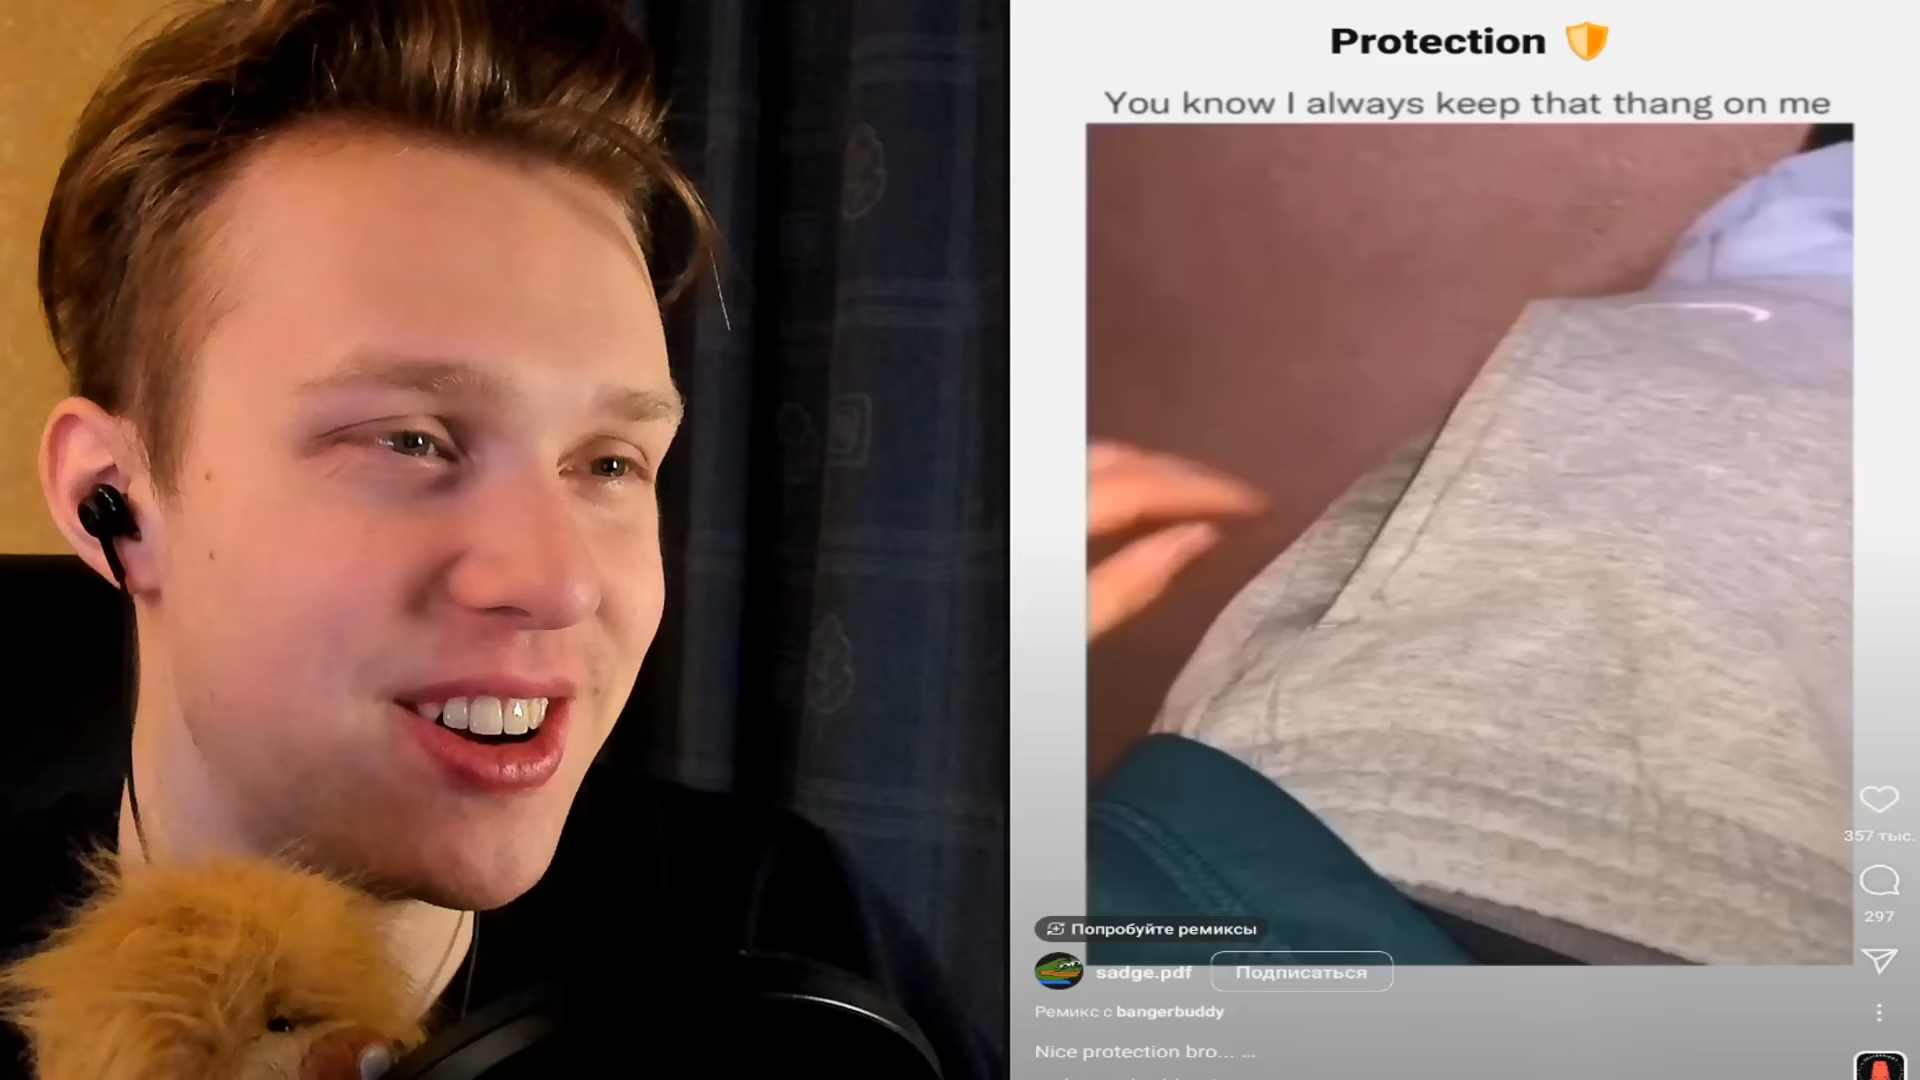 Protection 🛡️
You know I always keep that thang on me
357 тыс.
297
Попробуйте ремиксы
sadge.pdf Подписаться
Ремикс с bangerbuddy
Nice protection bro... ...